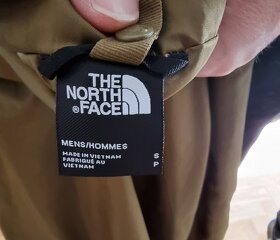 THE
NORTH
FACE
®
MENS/HOMMES
MADE IN VIETNAM
FABRIQUÉ AU
VIETNAM
S
P